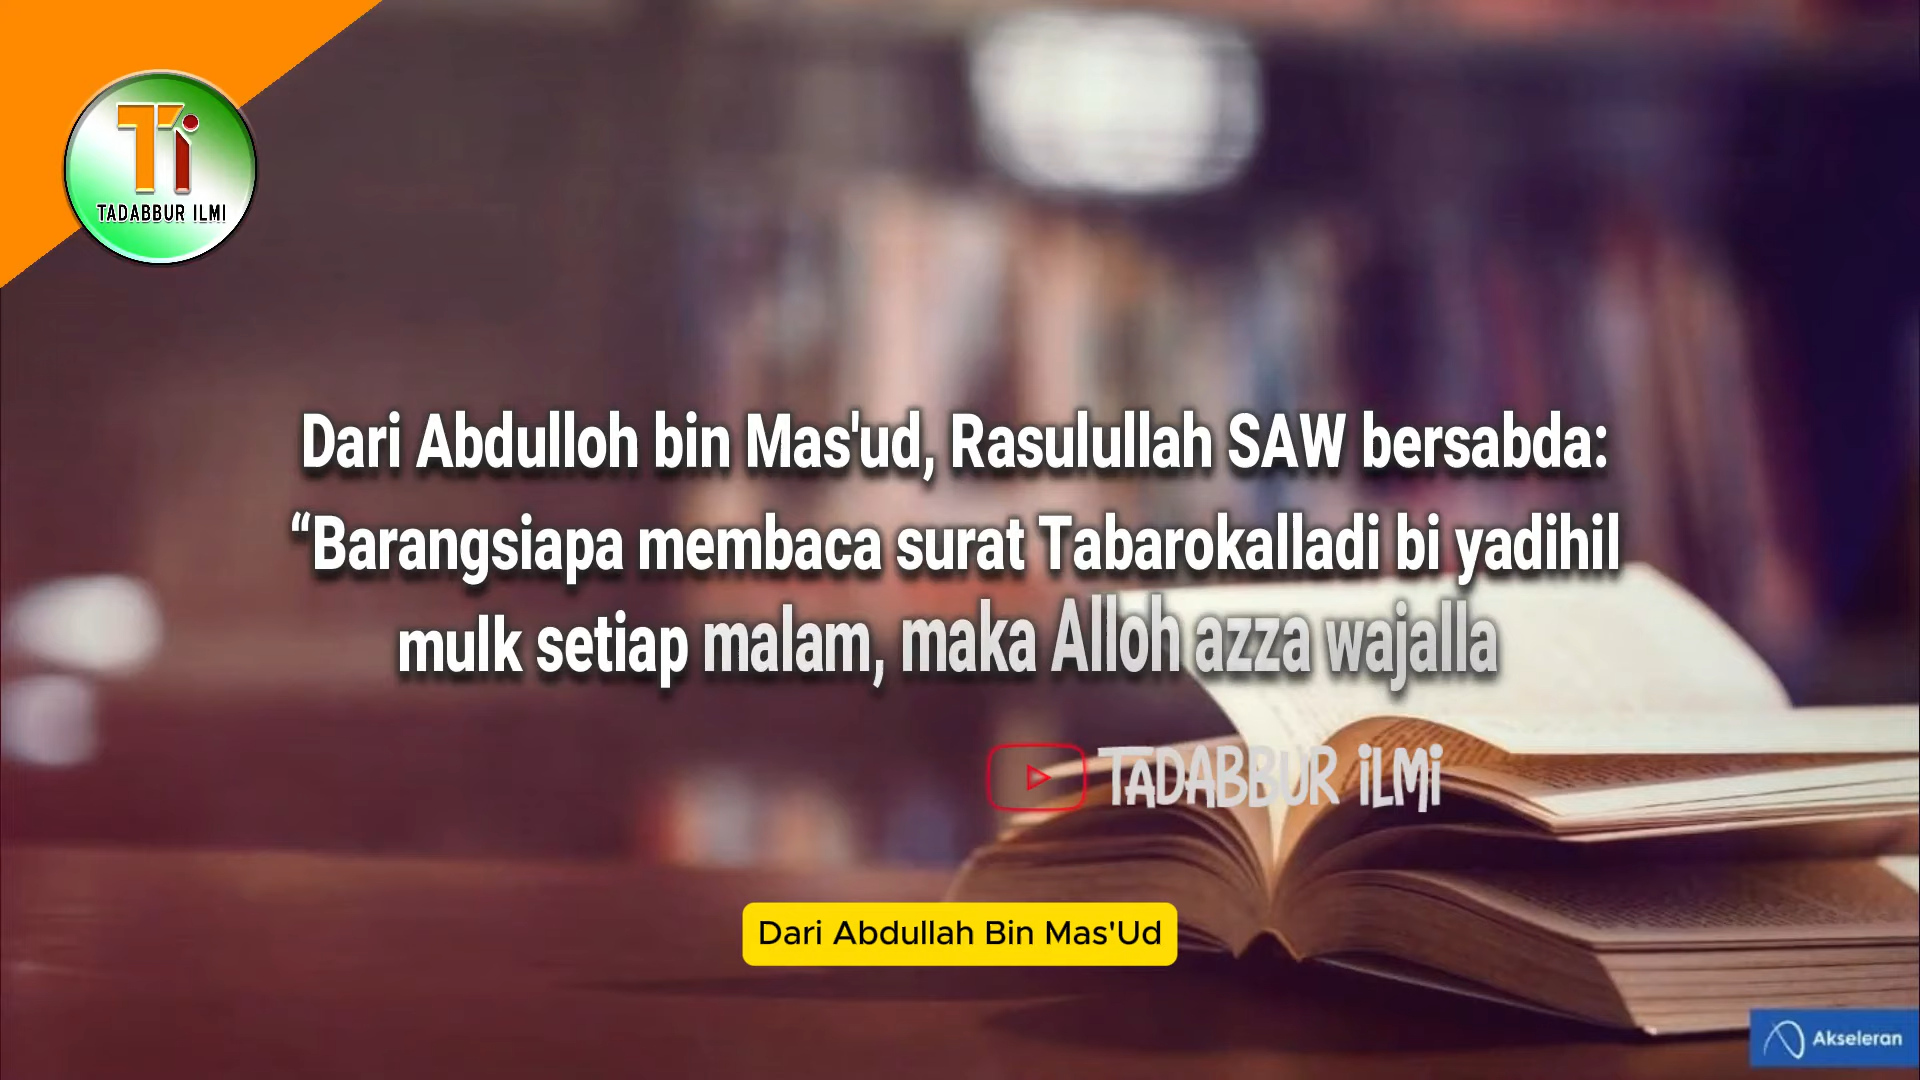 Ti
TADABBUR ILMI
Dari Abdulloh bin Mas'ud, Rasulullah SAW bersabda:
“Barangsiapa membaca surat Tabarokalladi bi yadihil
mulk setiap malam, maka Alloh azza wajalla
TADABBUR iLMi
Dari Abdullah Bin Mas'Ud
Akseleran